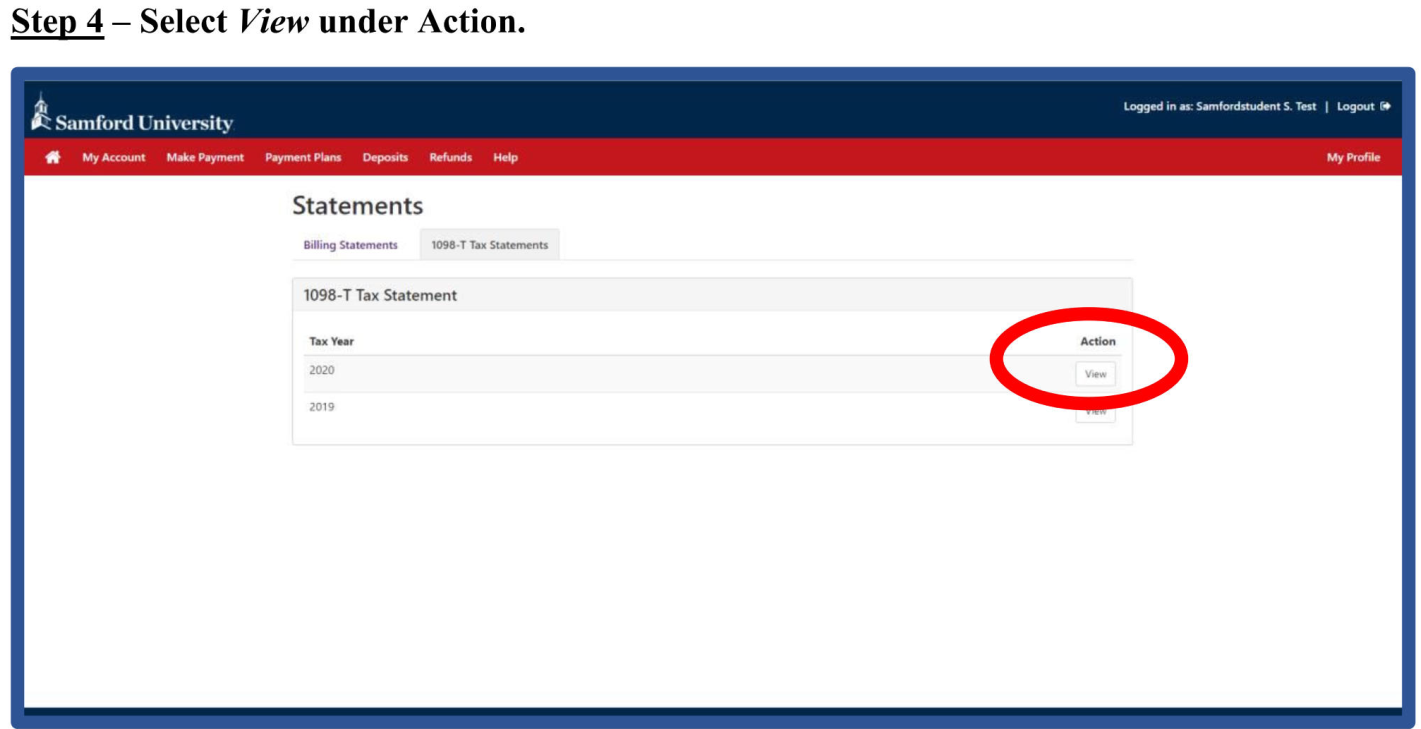 Step 4 – Select View under Action.
Samford University
Logged in as: Samfordstudent S. Test | Logout
My Account Make Payment Payment Plans Deposits Refunds Help My Profile
Statements
Billing Statements 1098-T Tax Statements
1098-T Tax Statement
Tax Year Action
2020 View
2019 View